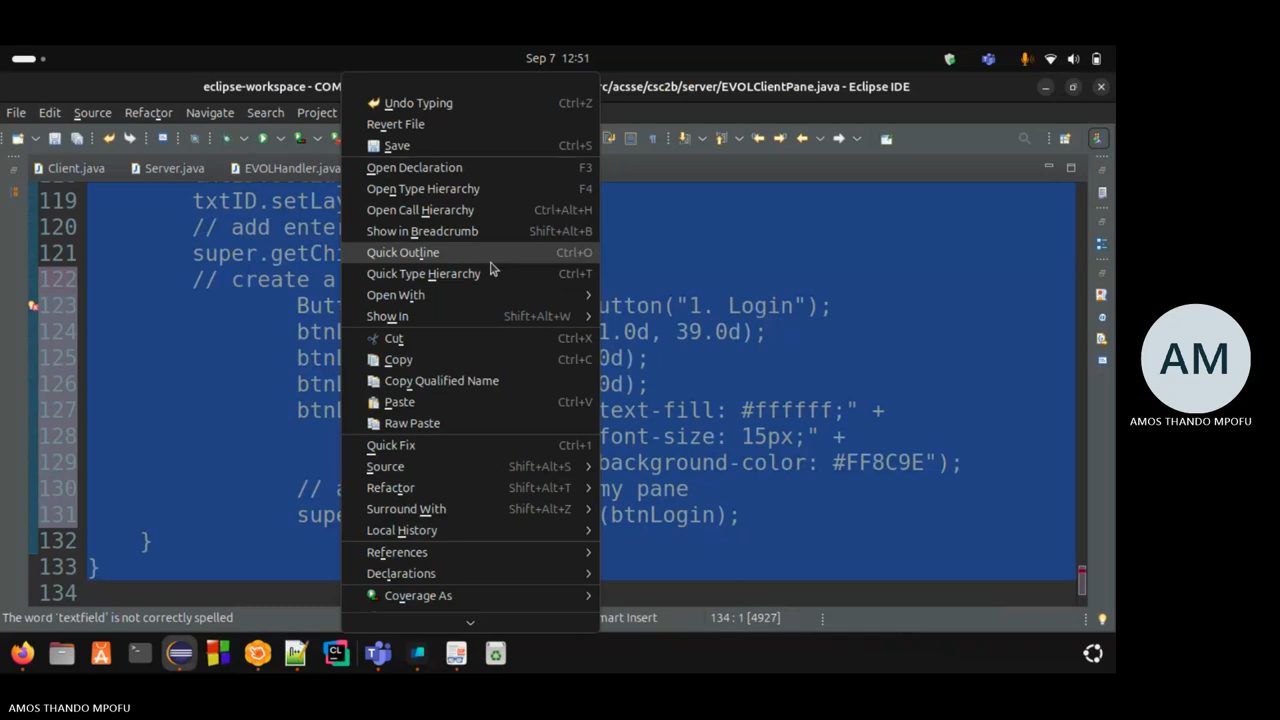 Sep 7 12:51
eclipse-workspace - COM
rc/acsse/csc2b/server/EVOLClientPane.java - Eclipse IDE
File Edit Source Refactor Navigate Search Project
Client.java Server.java EVOLHandler.java
119 txtID.setLay
120 // add enter
121 super.getChi
122 // create a
123 Butt utton("1. Login");
124 btnL 1.0d, 39.0d);
125 btnL 0d);
126 btnL 0d);
127 btnL text-fill: #ffffff;" +
128 font-size: 15px;" +
129 background-color: #FF8C9E");
130 // a my pane
131 supe (btnLogin);
132 }
133 }
134
Undo Typing Ctrl+Z
Revert File
Save Ctrl+S
Open Declaration F3
Open Type Hierarchy F4
Open Call Hierarchy Ctrl+Alt+H
Show in Breadcrumb Shift+Alt+B
Quick Outline Ctrl+O
Quick Type Hierarchy Ctrl+T
Open With
Show In Shift+Alt+W
Cut Ctrl+X
Copy Ctrl+C
Copy Qualified Name
Paste Ctrl+V
Raw Paste
Quick Fix Ctrl+1
Source Shift+Alt+S
Refactor Shift+Alt+T
Surround With Shift+Alt+Z
Local History
References
Declarations
Coverage As
The word 'textfield' is not correctly spelled
mart Insert
134 : 1 [4927]
CL
AM
AMOS THANDO MPOFU
AMOS THANDO MPOFU